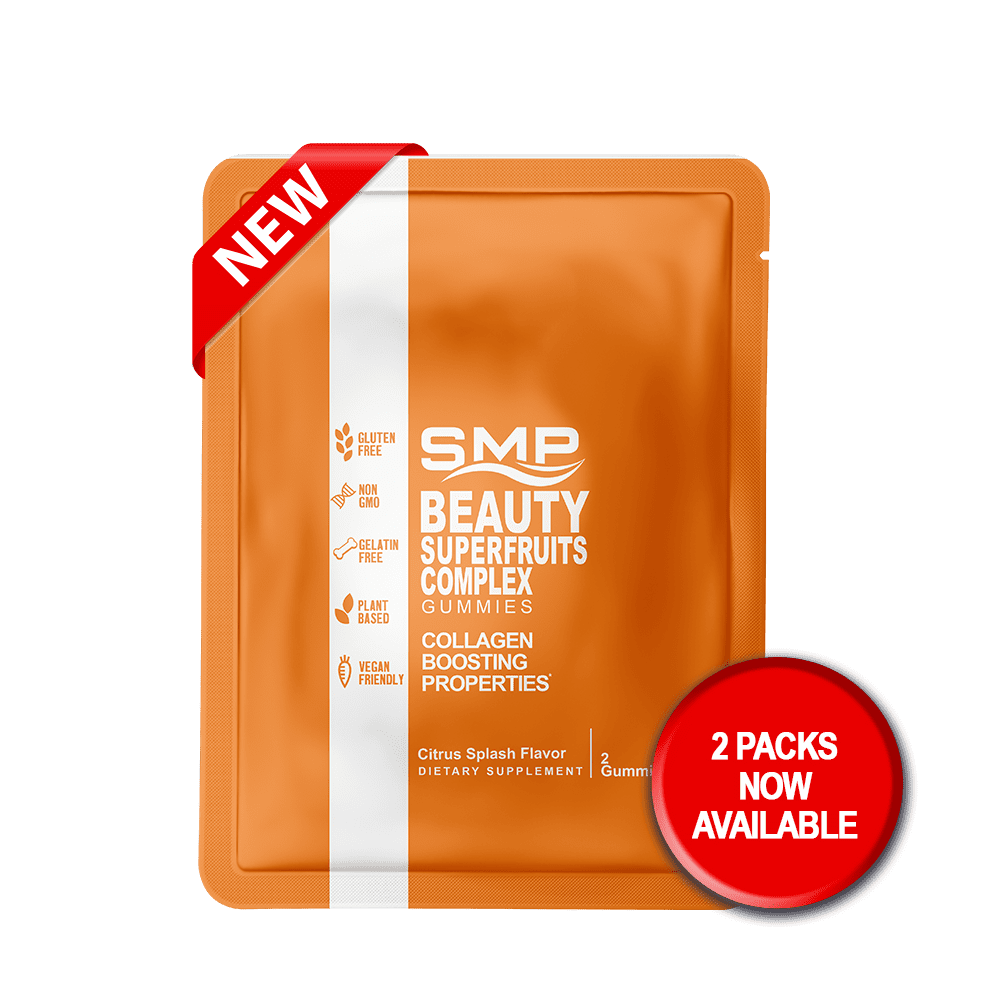 NEW
GLUTEN
FREE
NON
GMO
GELATIN
FREE
PLANT
BASED
VEGAN
FRIENDLY
SMP
BEAUTY
SUPERFRUITS
COMPLEX
GUMMIES
COLLAGEN
BOOSTING
PROPERTIES*
Citrus Splash Flavor
DIETARY SUPPLEMENT
2
Gummi
2 PACKS
NOW
AVAILABLE